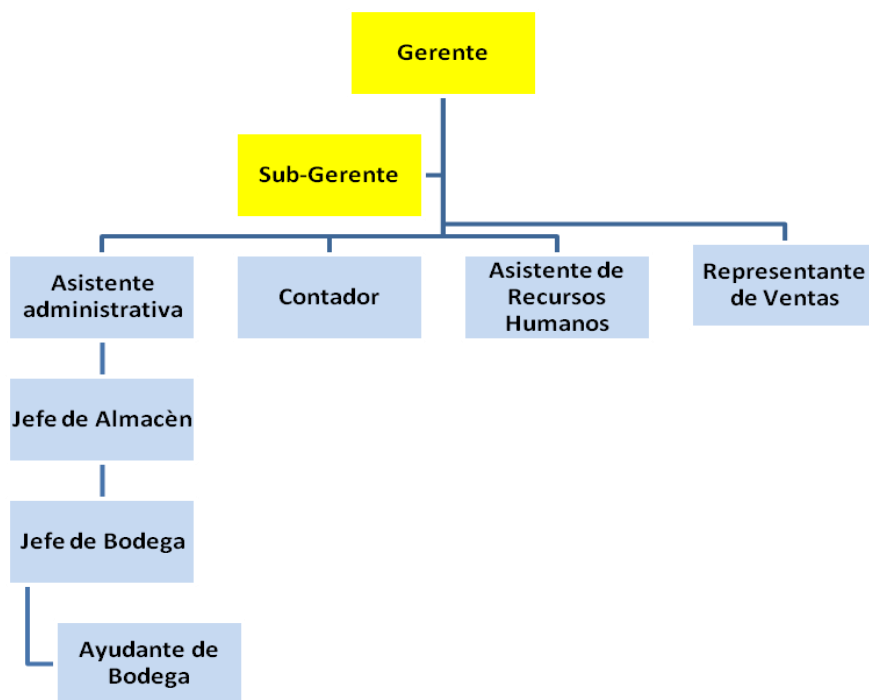 Gerente
Sub-Gerente
Asistente
administrativa
Contador
Asistente de
Recursos
Humanos
Representante
de Ventas
Jefe de Almacèn
Jefe de Bodega
Ayudante de
Bodega